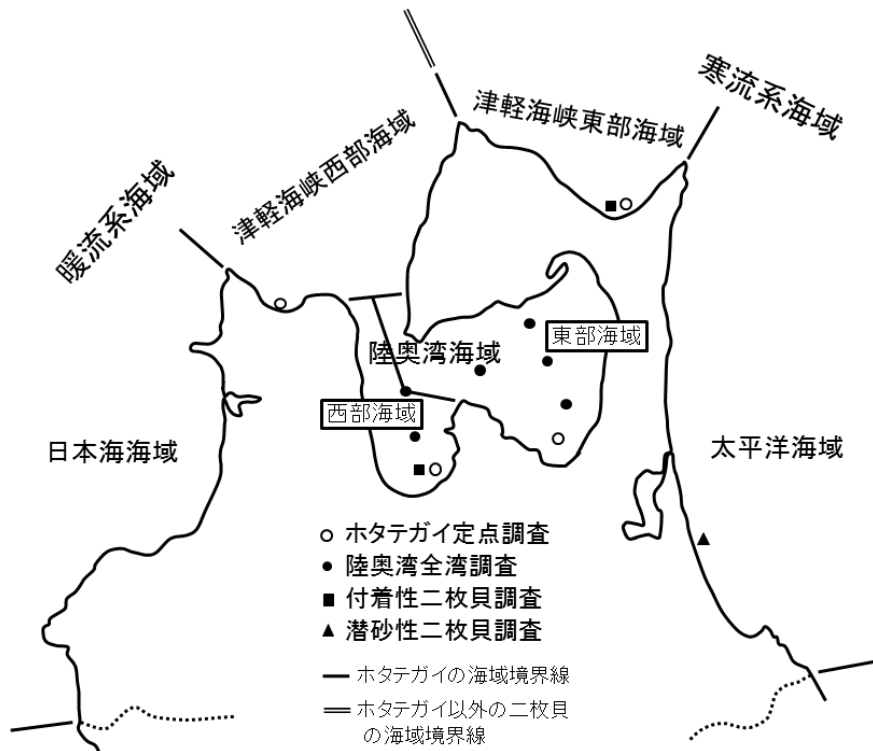 津軽海峡東部海域
寒流系海域
津軽海峡西部海域
暖流系海域
東部海域
陸奥湾海域
西部海域
日本海海域
太平洋海域
○ ホタテガイ定点調査
● 陸奥湾全湾調査
■ 付着性二枚貝調査
▲ 潜砂性二枚貝調査
ホタテガイの海域境界線
ホタテガイ以外の二枚貝
の海域境界線